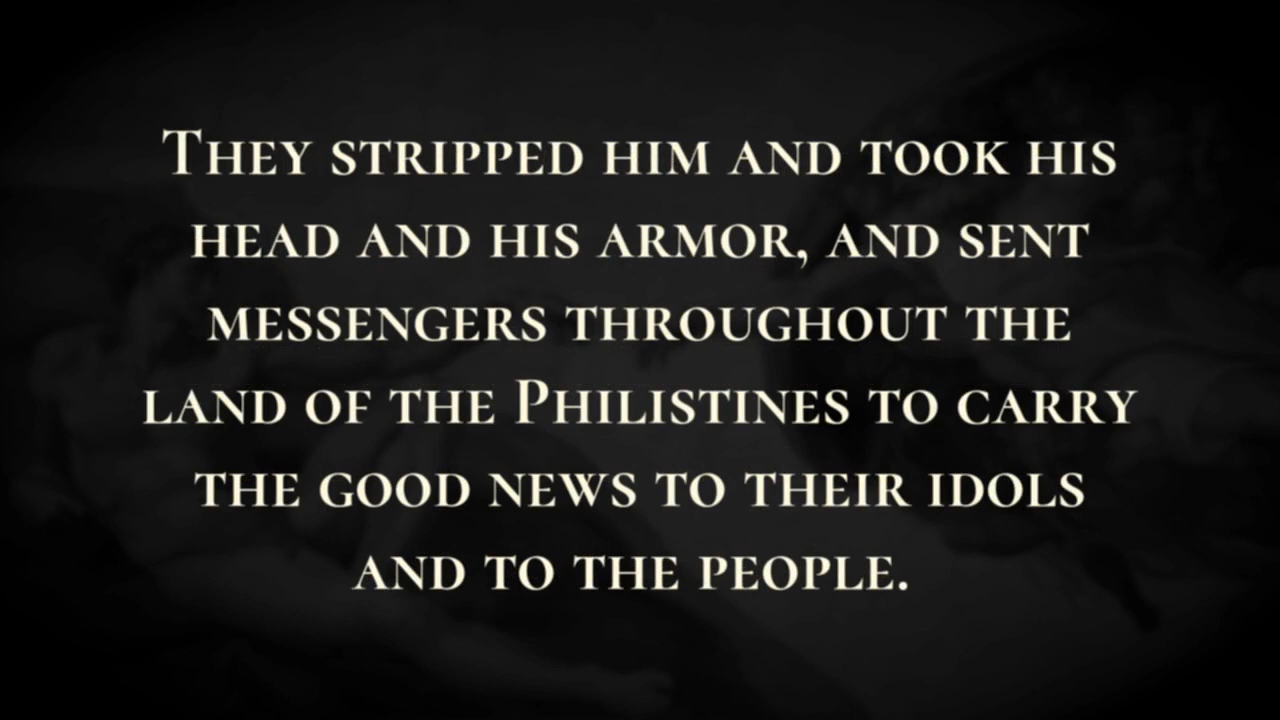 They stripped him and took his
head and his armor, and sent
messengers throughout the
land of the Philistines to carry
the good news to their idols
and to the people.